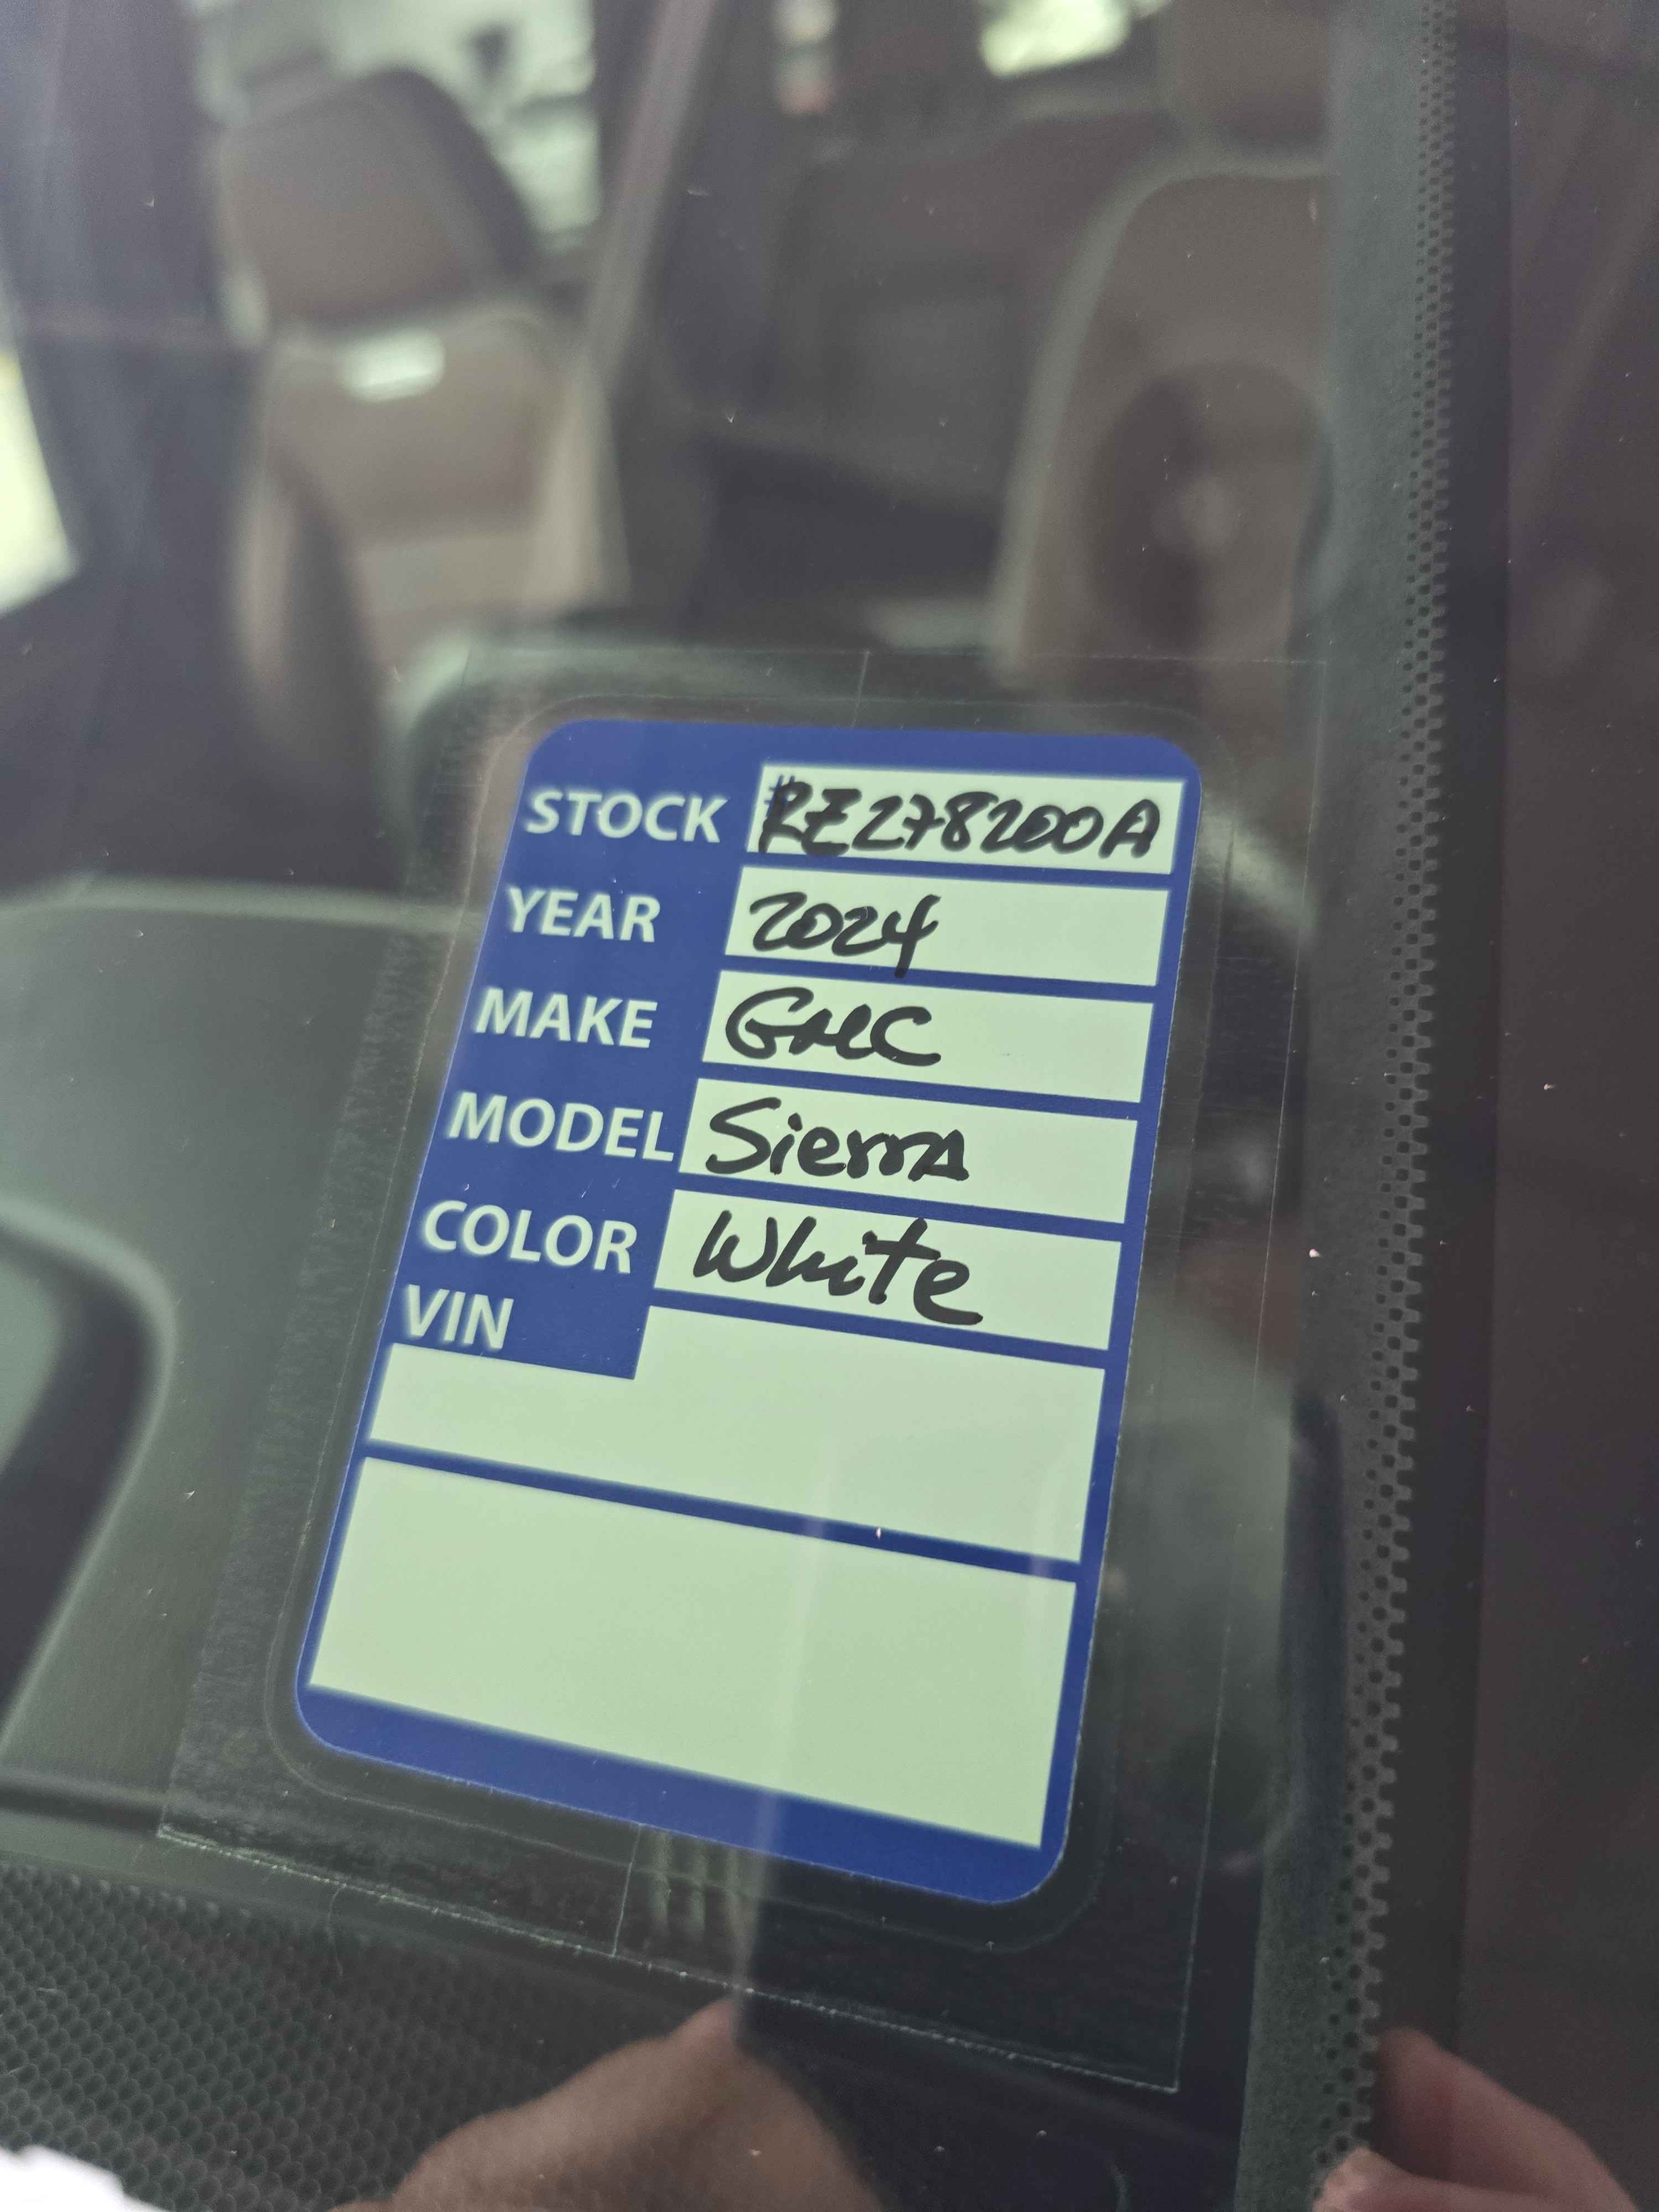 STOCK #RE278200A
YEAR 2024
MAKE GMC
MODEL Sierra
COLOR White
VIN